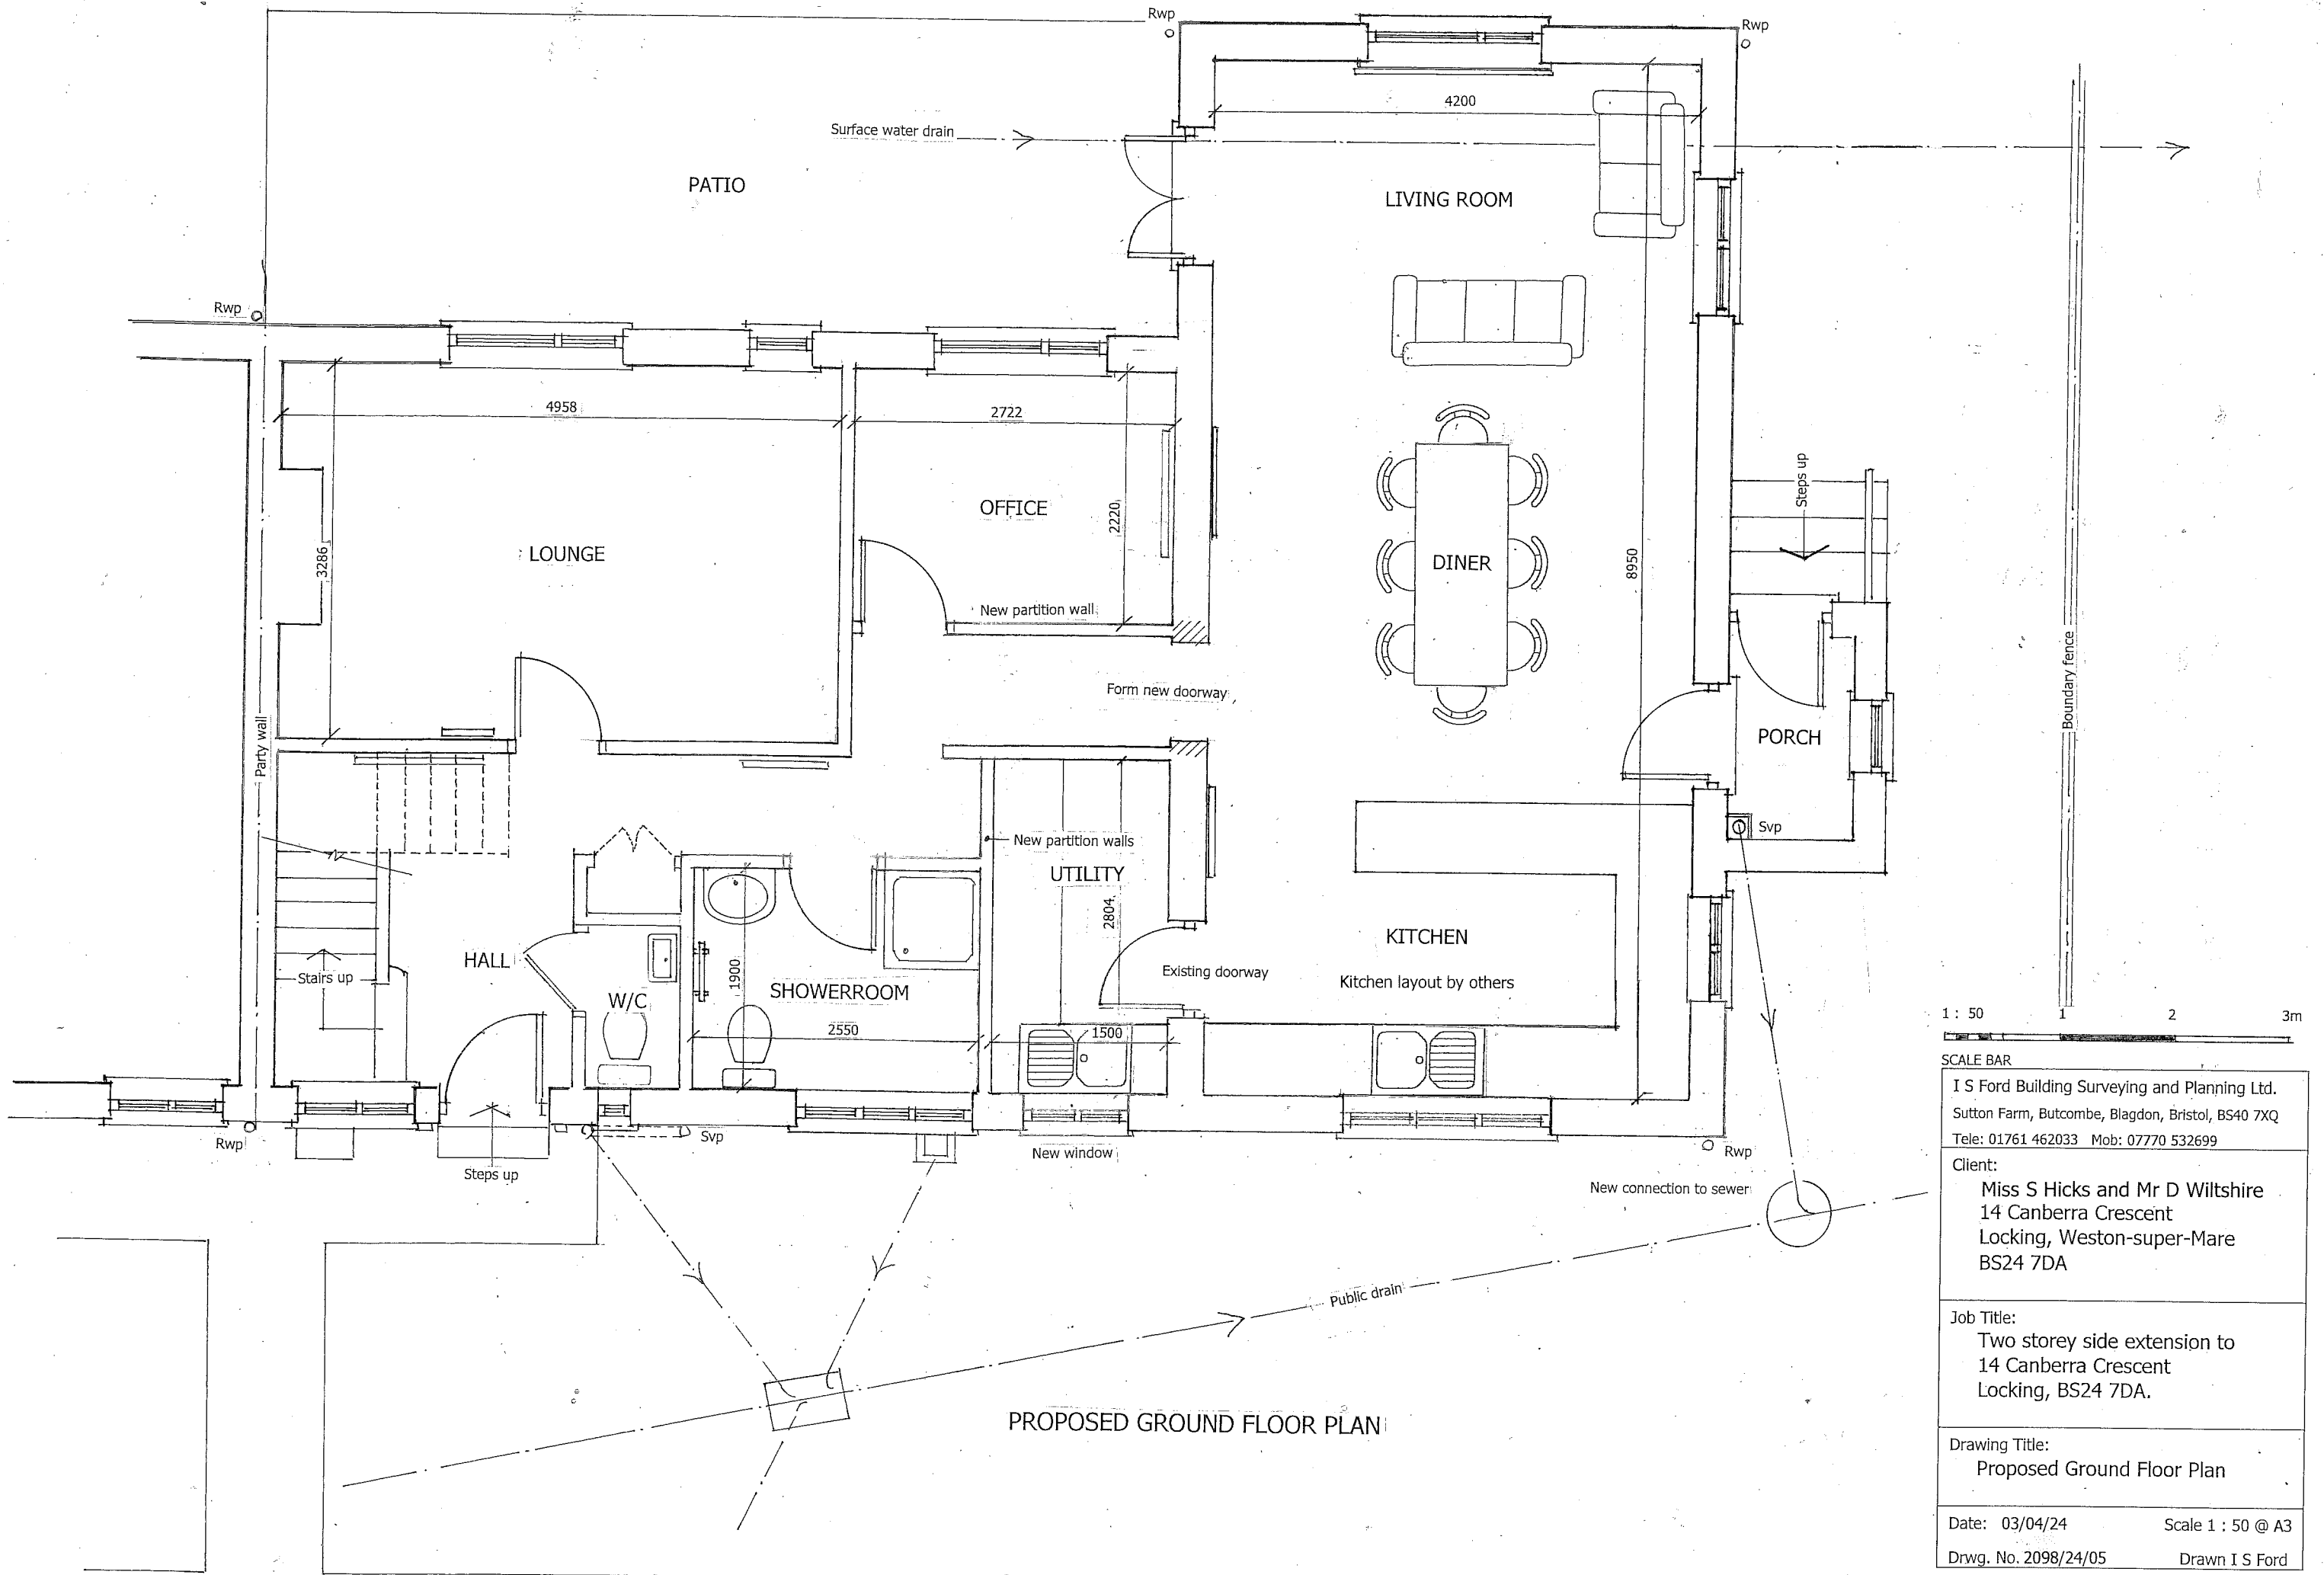 Rwp
Rwp
4200
Surface water drain
PATIO
LIVING ROOM
Rwp
4958
2722
Steps up
OFFICE
2220
LOUNGE
3286
DINER
8950
New partition wall
Boundary fence
Form new doorway
Party wall
PORCH
Svp
New partition walls
UTILITY
2804
KITCHEN
HALL
Existing doorway
Kitchen layout by others
Stairs up
1900
SHOWERROOM
W/C
2550
1500
1 : 50
1
2
3m
SCALE BAR
Rwp
Svp
Steps up
New window
Rwp
New connection to sewer
Public drain
PROPOSED GROUND FLOOR PLAN
I S Ford Building Surveying and Planning Ltd.
Sutton Farm, Butcombe, Blagdon, Bristol, BS40 7XQ
Tele: 01761 462033 Mob: 07770 532699
Client:
Miss S Hicks and Mr D Wiltshire
14 Canberra Crescent
Locking, Weston-super-Mare
BS24 7DA
Job Title:
Two storey side extension to
14 Canberra Crescent
Locking, BS24 7DA.
Drawing Title:
Proposed Ground Floor Plan
Date: 03/04/24 Scale 1 : 50 @ A3
Drwg. No. 2098/24/05 Drawn I S Ford